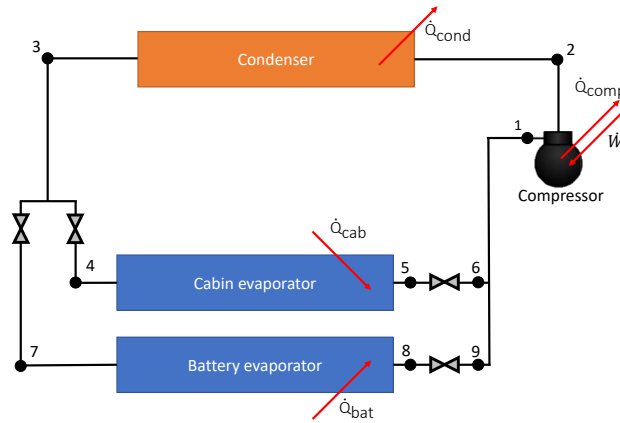 3
Condenser
Q̇cond
2
Q̇comp
1
Ẇ
Compressor
Q̇cab
4
Cabin evaporator
5
6
7
Battery evaporator
8
9
Q̇bat